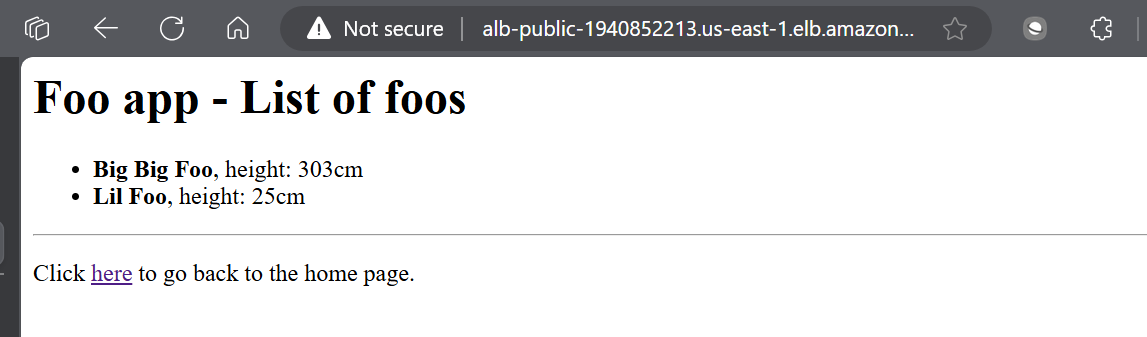 Not secure | alb-public-1940852213.us-east-1.elb.amazon...
Foo app - List of foos
• Big Big Foo, height: 303cm
• Lil Foo, height: 25cm
Click here to go back to the home page.